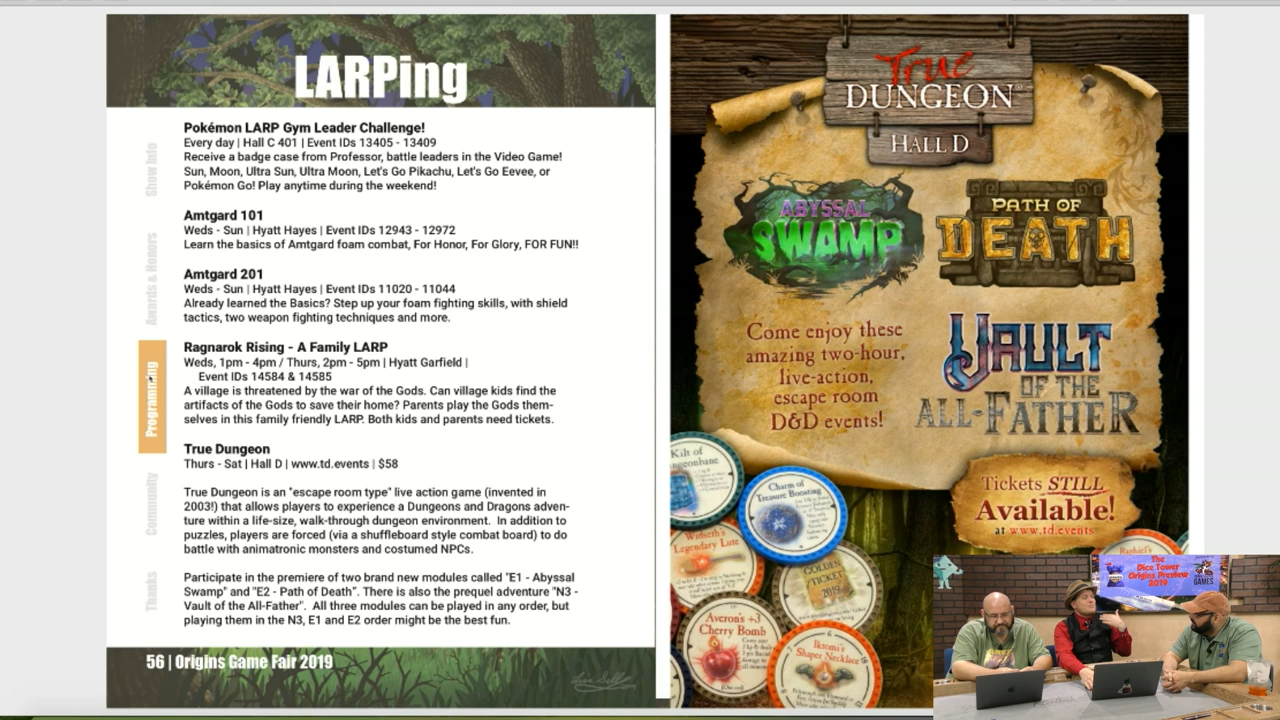 LARPing
Pokémon LARP Gym Leader Challenge!
Every day | Hall C 401 | Event IDs 13405 - 13409
Receive a badge case from Professor, battle leaders in the Video Game!
Sun, Moon, Ultra Sun, Ultra Moon, Let's Go Pikachu, Let's Go Eevee, or
Pokémon Go! Play anytime during the weekend!
Amtgard 101
Weds - Sun | Hyatt Hayes | Event IDs 12943 - 12972
Learn the basics of Amtgard foam combat, For Honor, For Glory, FOR FUN!!
Amtgard 201
Weds - Sun | Hyatt Hayes | Event IDs 11020 - 11044
Already learned the Basics? Step up your foam fighting skills, with shield
tactics, two weapon fighting techniques and more.
Ragnarok Rising - A Family LARP
Weds, 1pm - 4pm / Thurs, 2pm - 5pm | Hyatt Garfield |
Event IDs 14584 & 14585
A village is threatened by the war of the Gods. Can village kids find the
artifacts of the Gods to save their home? Parents play the Gods them-
selves in this family friendly LARP. Both kids and parents need tickets.
True Dungeon
Thurs - Sat | Hall D | www.td.events | $58
True Dungeon is an "escape room type" live action game (invented in
2003!) that allows players to experience a Dungeons and Dragons adven-
ture within a life-size, walk-through dungeon environment. In addition to
puzzles, players are forced (via a shuffleboard style combat board) to do
battle with animatronic monsters and costumed NPCs.
Participate in the premiere of two brand new modules called "E1 - Abyssal
Swamp" and "E2 - Path of Death". There is also the prequel adventure "N3 -
Vault of the All-Father". All three modules can be played in any order, but
playing them in the N3, E1 and E2 order might be the best fun.
Show Info
Awards & Honors
Programming
Community
Thanks
56 | Origins Game Fair 2019
True
DUNGEON
HALL D
ABYSSAL
SWAMP
PATH OF
DEATH
Come enjoy these
amazing two-hour,
live-action,
escape room
D&D events!
VAULT
OF THE
ALL-FATHER
Tickets STILL
Available!
at www.td.events
Kilt of
Charm of
Treasure Boosting
Legendary Lute
GOLDEN
TICKET
2019
Averons +3
Cherry Bomb
Iktomi's
Shaper Necklace
The
Dice Tower
Origins Preview
2019
GAMES